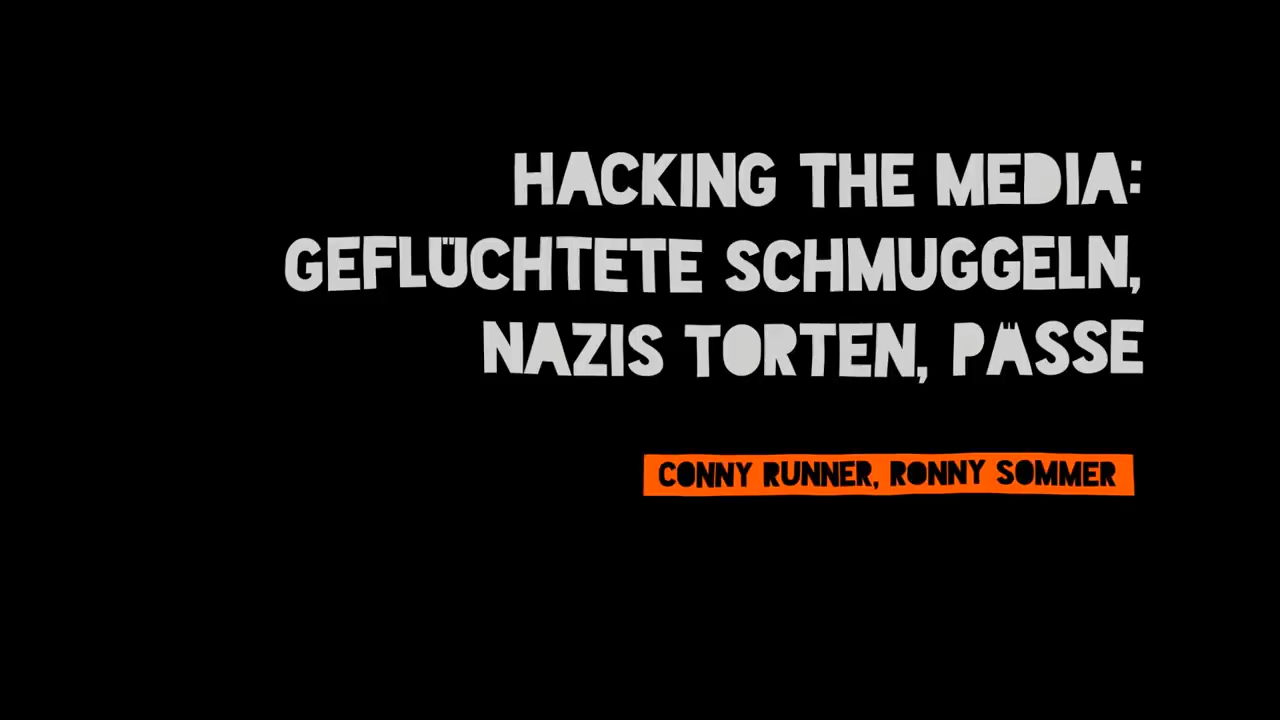 HACKING THE MEDIA:
GEFLÜCHTETE SCHMUGGELN,
NAZIS TORTEN, PÄSSE
CONNY RUNNER, RONNY SOMMER